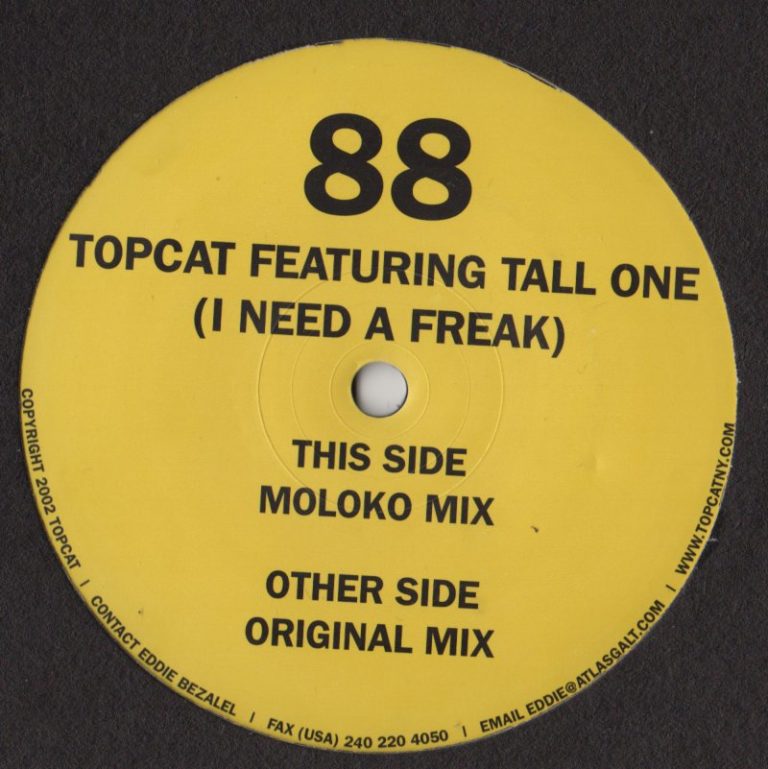 88
TOPCAT FEATURING TALL ONE
(I NEED A FREAK)
THIS SIDE
MOLOKO MIX
OTHER SIDE
ORIGINAL MIX
COPYRIGHT 2002 TOPCAT | CONTACT EDDIE BEZALEL | FAX (USA) 240 220 4050 | EMAIL EDDIE@ATLASGALT.COM | WWW.TOPCATNY.COM